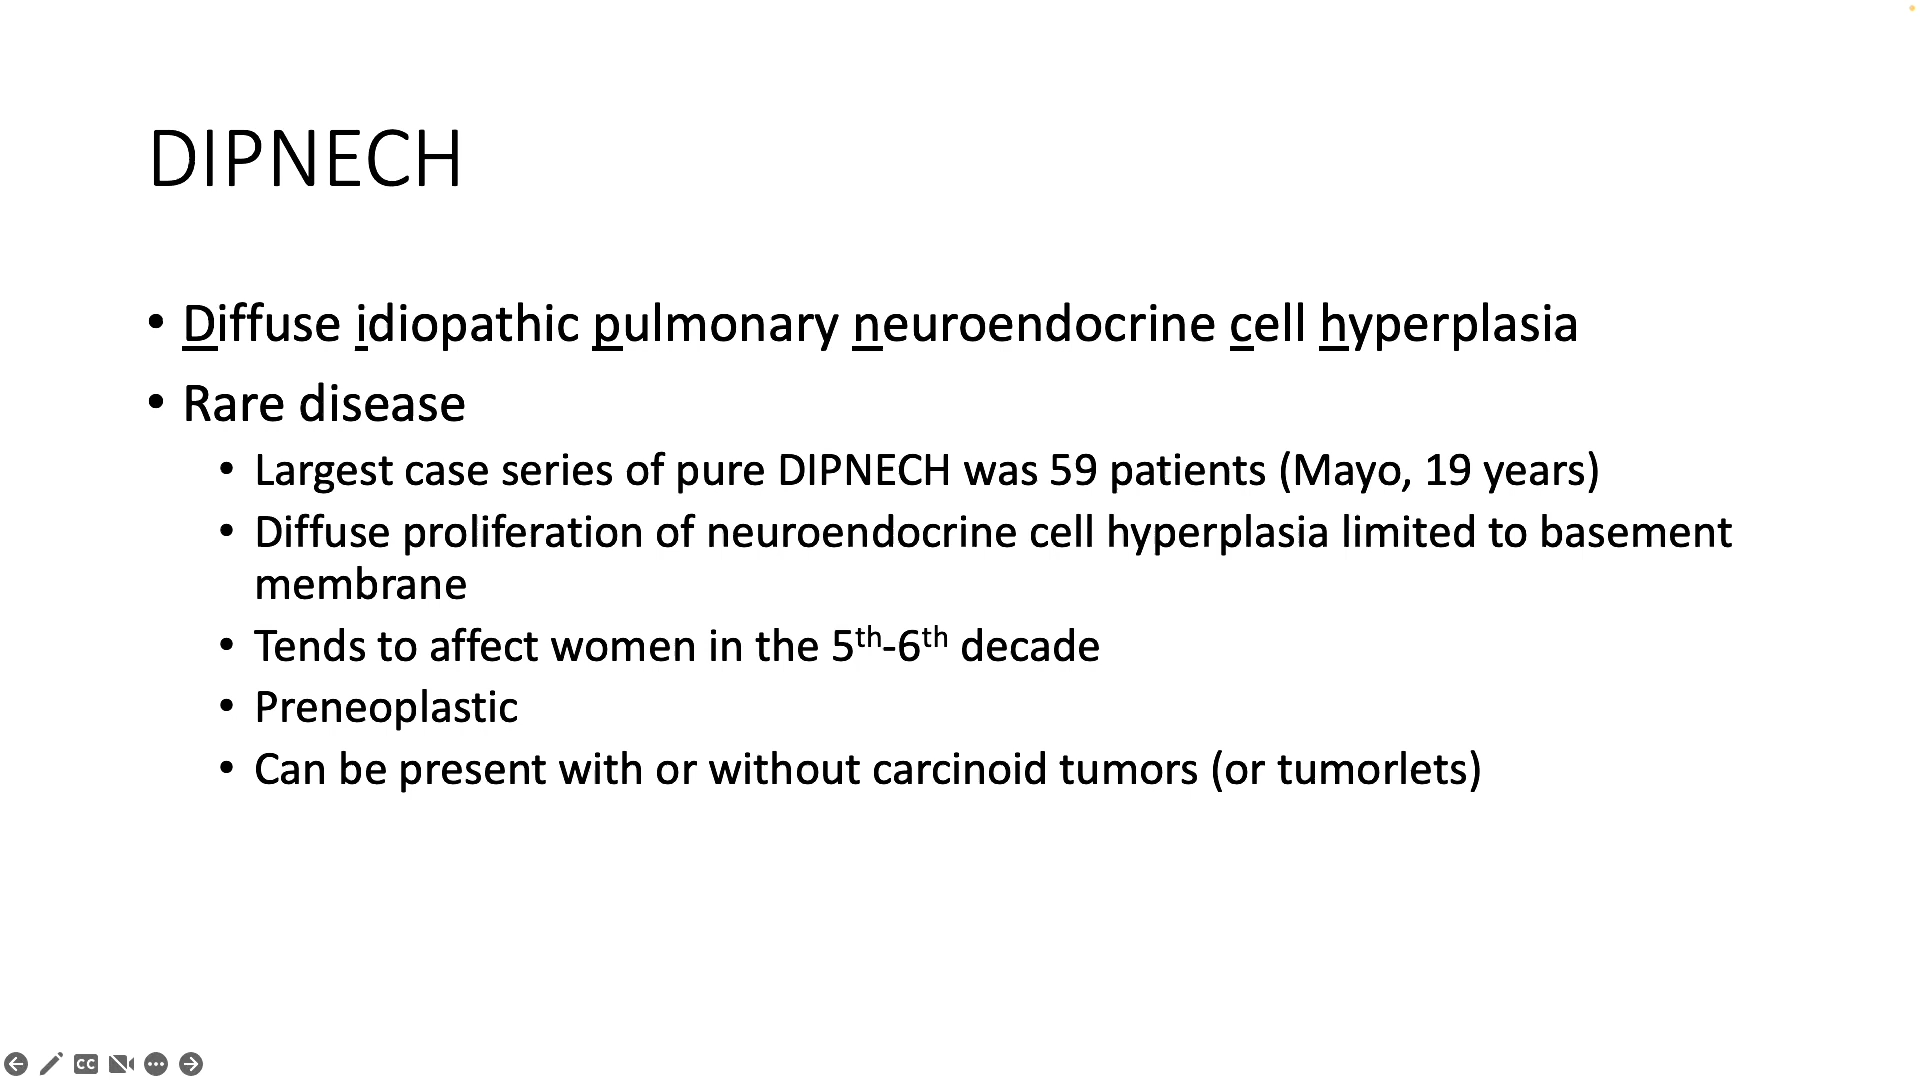 DIPNECH
• Diffuse idiopathic pulmonary neuroendocrine cell hyperplasia
• Rare disease
• Largest case series of pure DIPNECH was 59 patients (Mayo, 19 years)
• Diffuse proliferation of neuroendocrine cell hyperplasia limited to basement
membrane
• Tends to affect women in the 5th-6th decade
• Preneoplastic
• Can be present with or without carcinoid tumors (or tumorlets)
CC